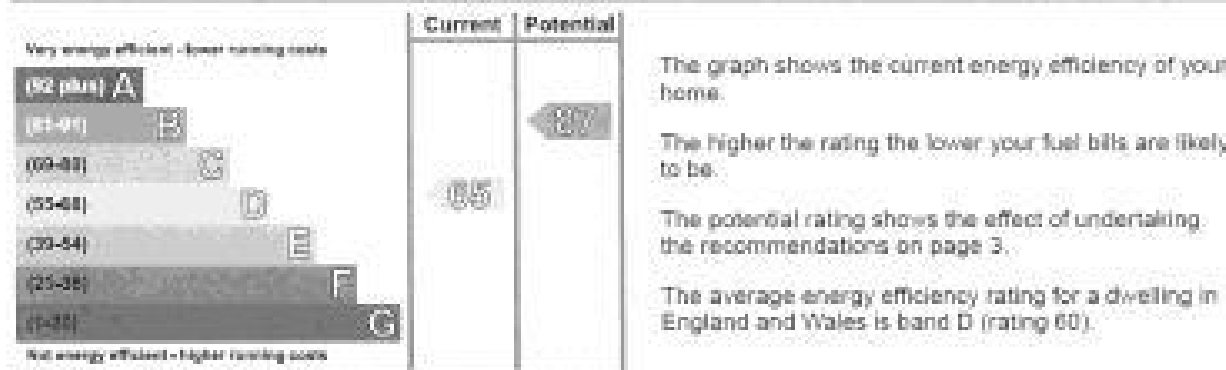 Current Potential
Very energy efficient - lower running costs
(92 plus) A
(81-91) B
87
(69-80) C
(55-68) D
65
(39-54) E
(21-38) F
(1-20) G
Not energy efficient - higher running costs
The graph shows the current energy efficiency of your
home.
The higher the rating the lower your fuel bills are likely
to be.
The potential rating shows the effect of undertaking
the recommendations on page 3.
The average energy efficiency rating for a dwelling in
England and Wales is band D (rating 60).